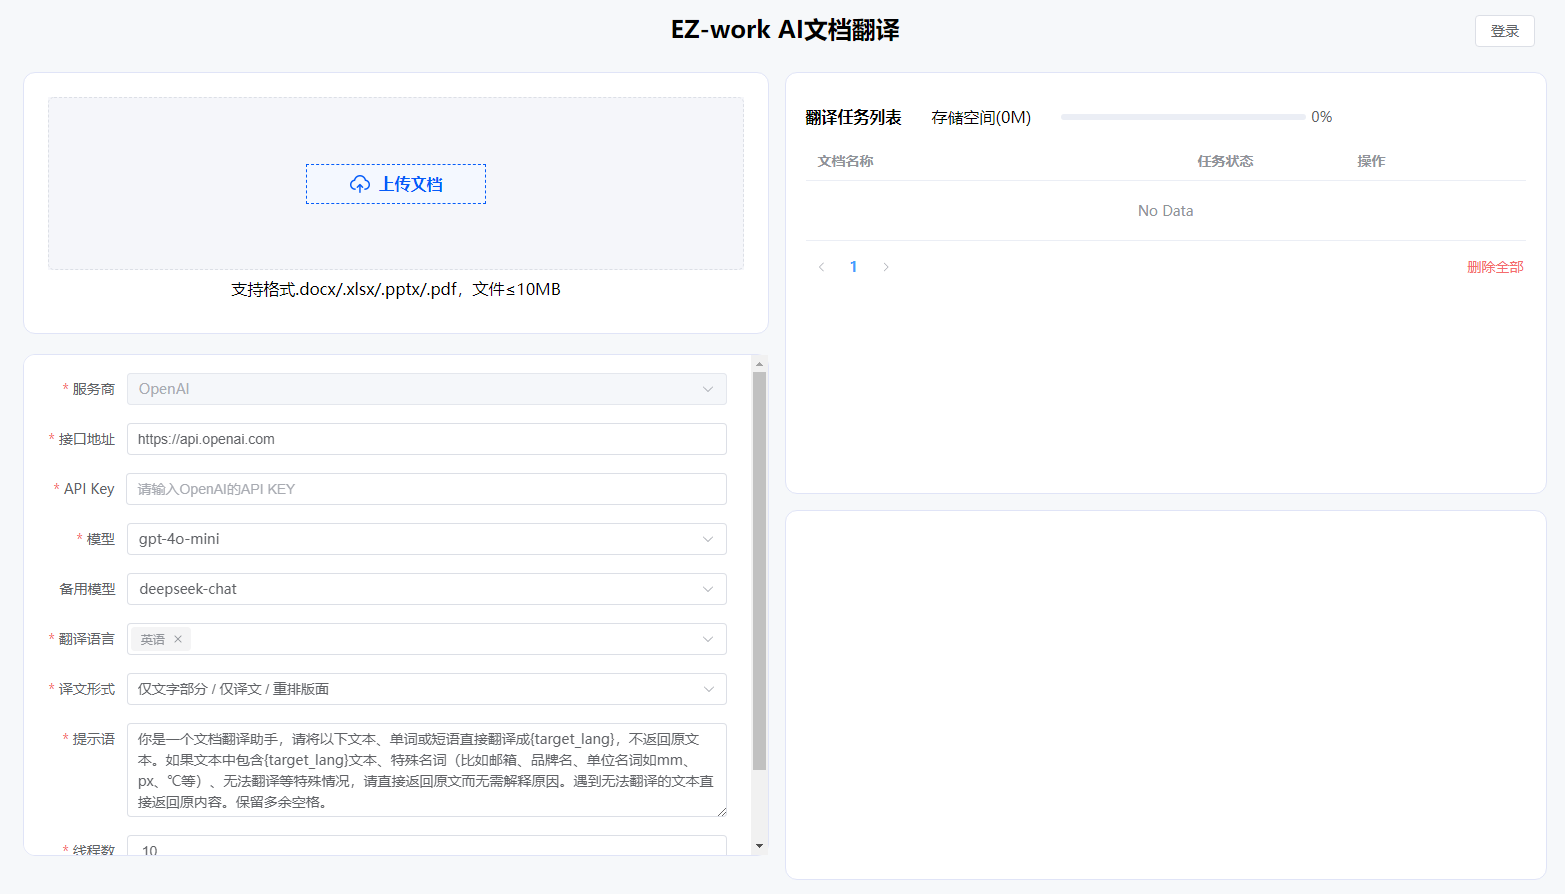 EZ-work AI文档翻译
登录
上传文档
支持格式.docx/.xlsx/.pptx/.pdf，文件≤10MB
* 服务商
OpenAI
* 接口地址
https://api.openai.com
* API Key
请输入OpenAI的API KEY
* 模型
gpt-4o-mini
备用模型
deepseek-chat
* 翻译语言
英语
* 译文形式
仅文字部分 / 仅译文 / 重排版面
* 提示语
你是一个文档翻译助手，请将以下文本、单词或短语直接翻译成{target_lang}，不返回原文
本。如果文本中包含{target_lang}文本、特殊名词（比如邮箱、品牌名、单位名词如mm、
px、℃等）、无法翻译等特殊情况，请直接返回原文而无需解释原因。遇到无法翻译的文本直
接返回原内容。保留多余空格。
* 线程数
10
翻译任务列表
存储空间(0M)
0%
文档名称
任务状态
操作
No Data
1
删除全部